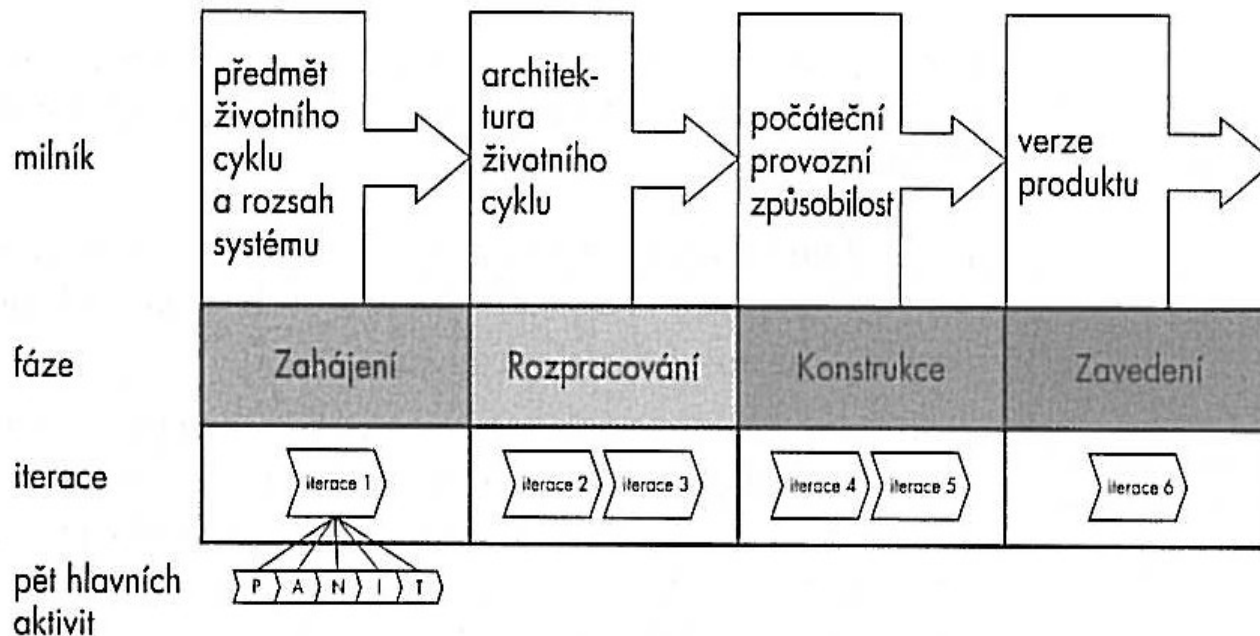 milník
předmět
životního
cyklu
a rozsah
systému
architek-
tura
životního
cyklu
počáteční
provozní
způsobilost
verze
produktu
fáze
Zahájení
Rozpracování
Konstrukce
Zavedení
iterace
iterace 1
iterace 2
iterace 3
iterace 4
iterace 5
iterace 6
pět hlavních
aktivit
P A N I T